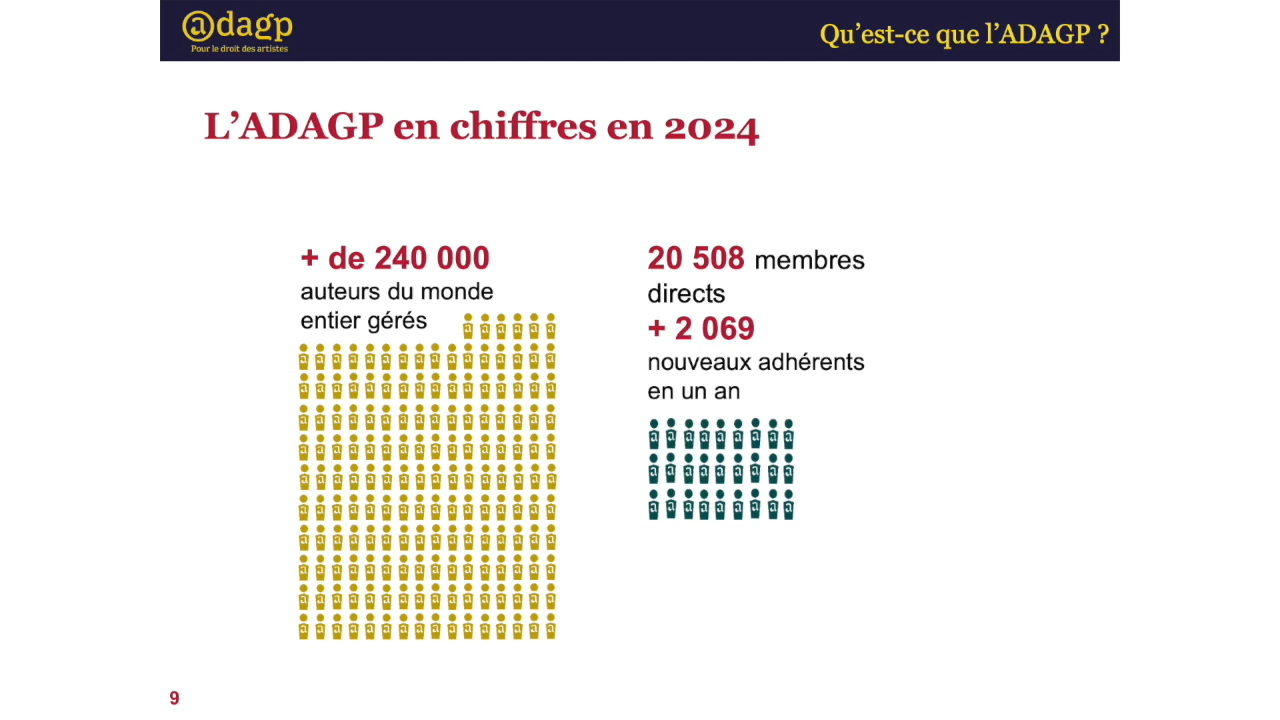 @dagp
Pour le droit des artistes
Qu’est-ce que l’ADAGP ?
L’ADAGP en chiffres en 2024
+ de 240 000
auteurs du monde
entier gérés
20 508 membres
directs
+ 2 069
nouveaux adhérents
en un an
9